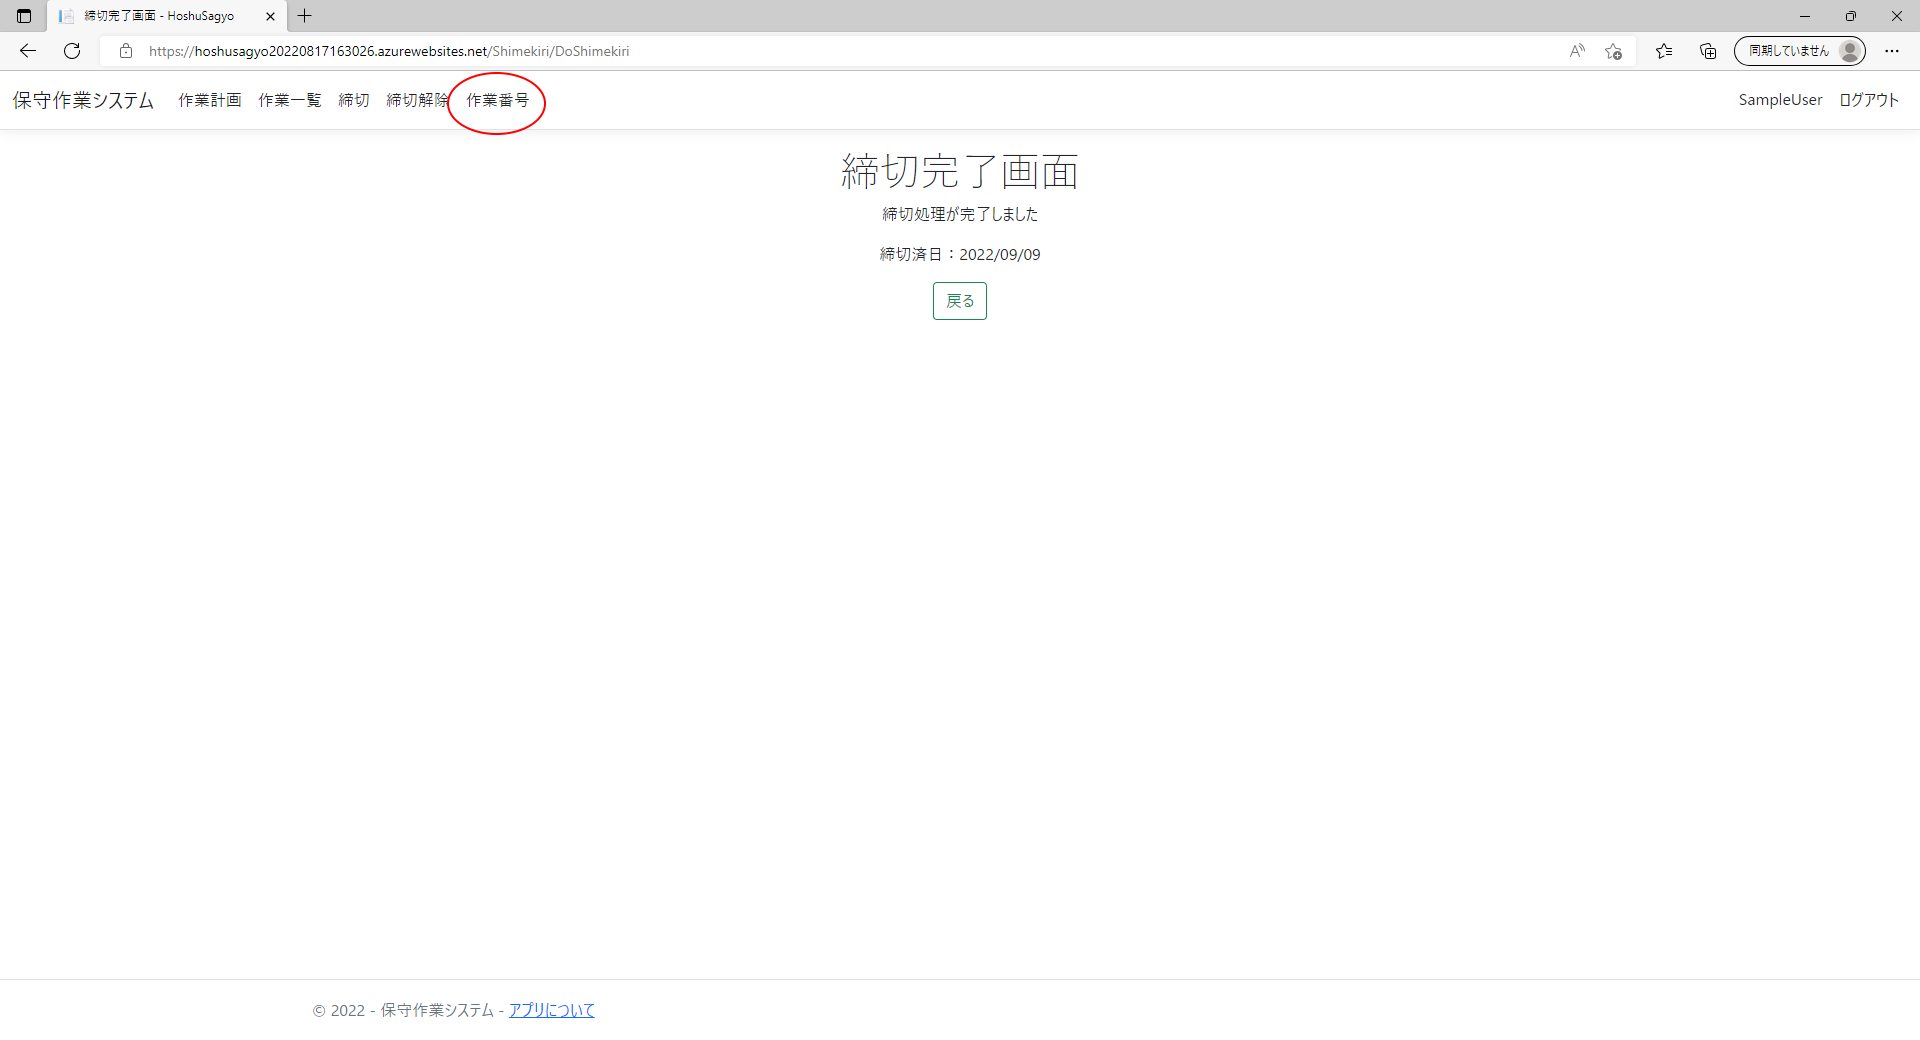 締切完了画面 - HoshuSagyo
https://hoshusagyo20220817163026.azurewebsites.net/Shimekiri/DoShimekiri
同期していません
保守作業システム 作業計画 作業一覧 締切 締切解除 作業番号 SampleUser ログアウト
締切完了画面
締切処理が完了しました
締切済日：2022/09/09
戻る
© 2022 - 保守作業システム - アプリについて